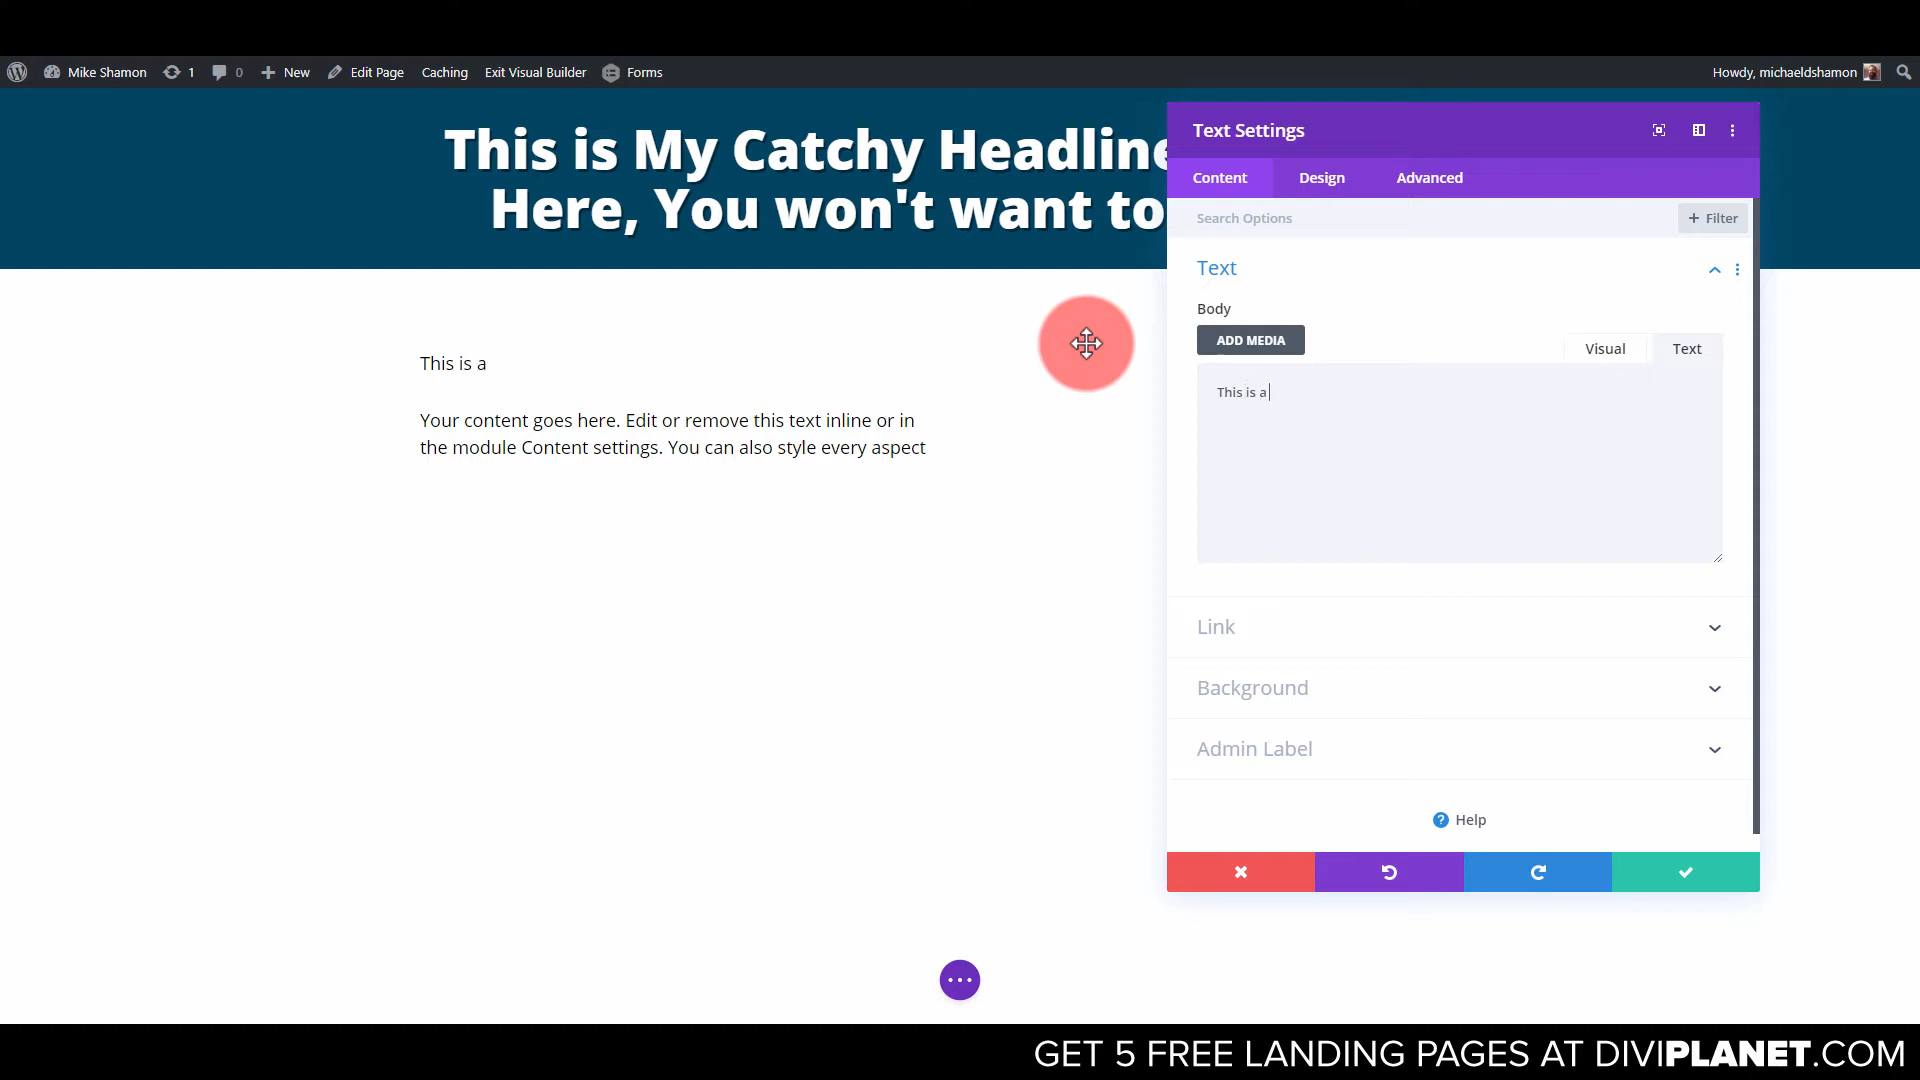 Mike Shamon 1 0 New Edit Page Caching Exit Visual Builder Forms Howdy, michaeldshamon
This is My Catchy Headline
Here, You won't want to
Text Settings
Content Design Advanced
Search Options + Filter
Text
Body
ADD MEDIA
Visual Text
This is a
This is a
Your content goes here. Edit or remove this text inline or in
the module Content settings. You can also style every aspect
Link
Background
Admin Label
? Help
GET 5 FREE LANDING PAGES AT DIVIPLANET.COM